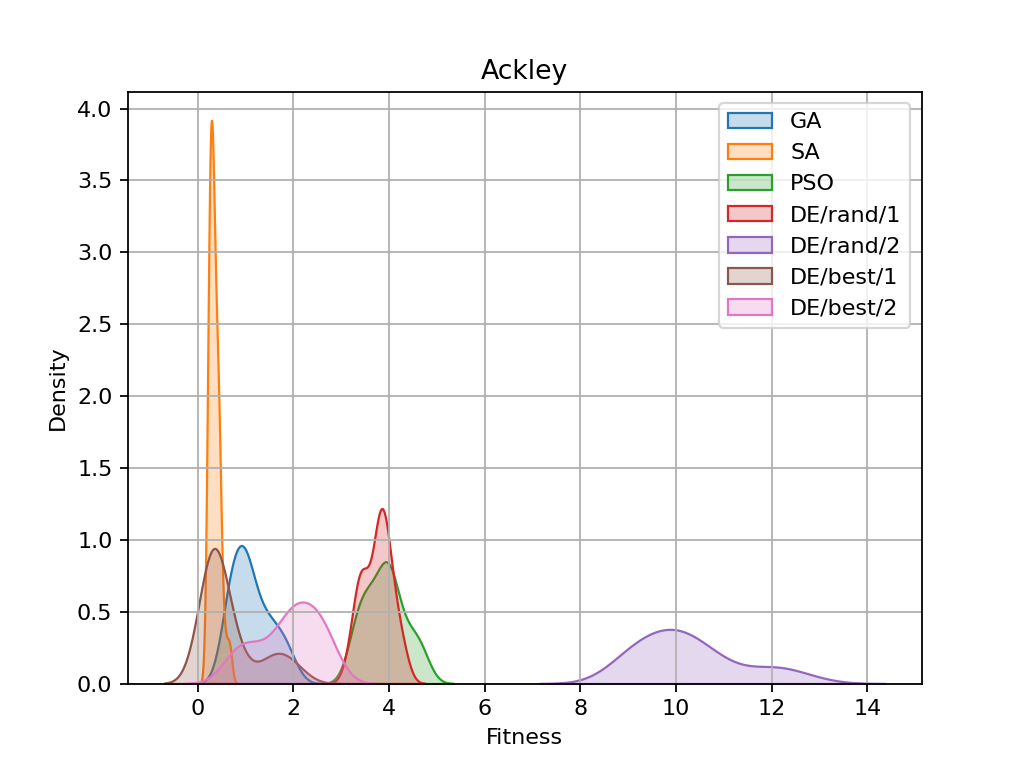 Ackley
Density
4.0
3.5
3.0
2.5
2.0
1.5
1.0
0.5
0.0
0 2 4 6 8 10 12 14
Fitness
GA
SA
PSO
DE/rand/1
DE/rand/2
DE/best/1
DE/best/2